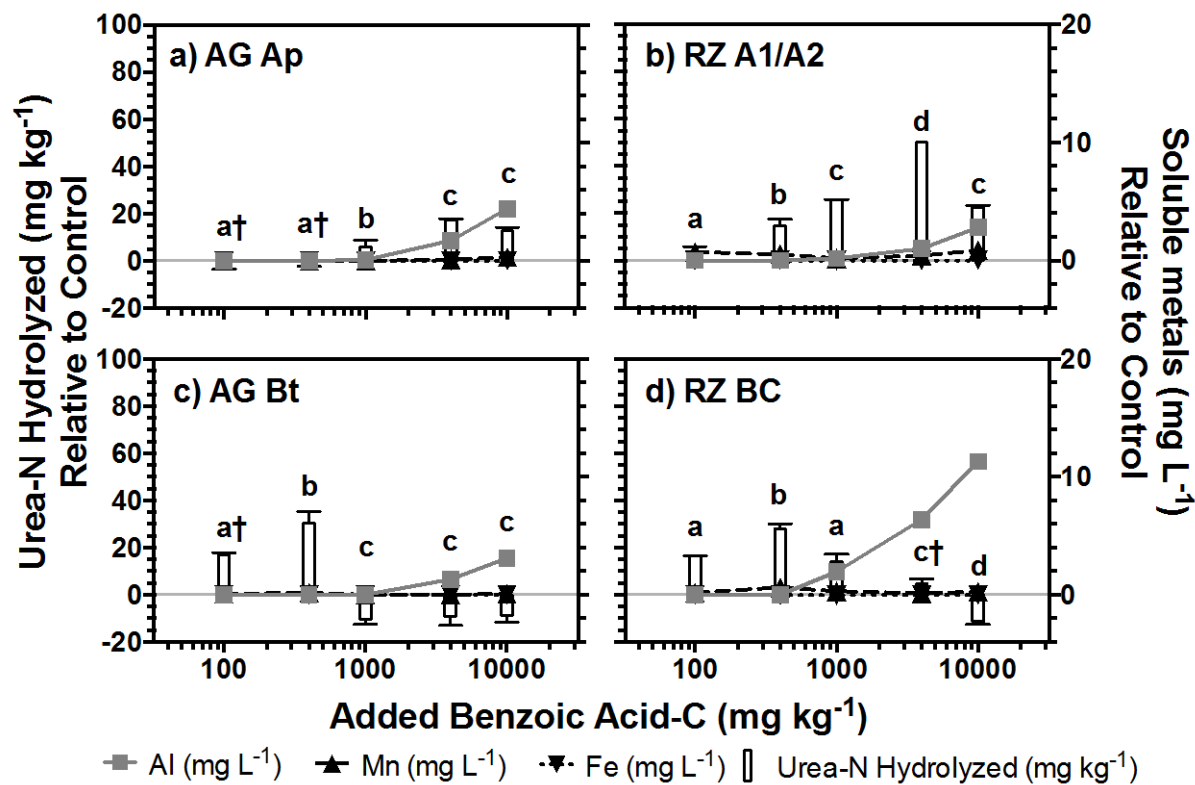 Urea-N Hydrolyzed (mg kg⁻¹)
Relative to Control
Soluble metals (mg L⁻¹)
Relative to Control
a) AG Ap
100
80
60
40
20
0
-20
a†
a†
b
c
c
b) RZ A1/A2
20
10
0
a
b
c
d
c
c) AG Bt
100
80
60
40
20
0
-20
a†
b
c
c
c
100
1000
10000
d) RZ BC
20
10
0
a
b
a
c†
d
100
1000
10000
Added Benzoic Acid-C (mg kg⁻¹)
Al (mg L⁻¹) Mn (mg L⁻¹) Fe (mg L⁻¹) Urea-N Hydrolyzed (mg kg⁻¹)